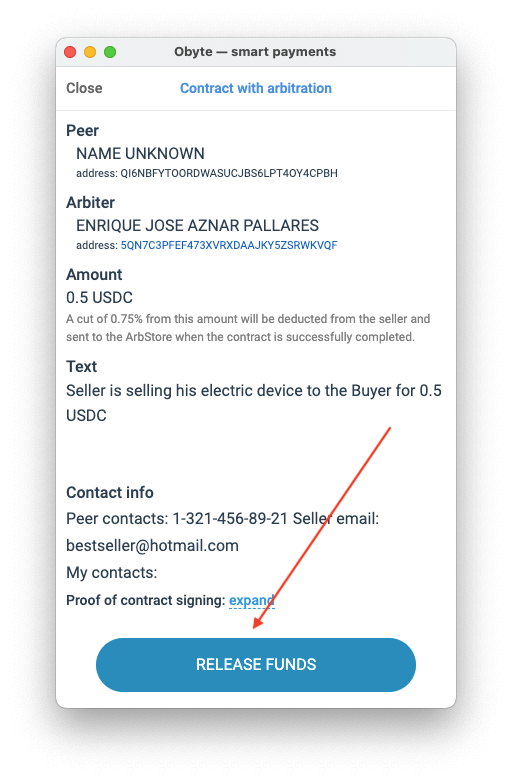 Obyte — smart payments
Close
Contract with arbitration
Peer
NAME UNKNOWN
address: QI6NBFYTOORDWASUCJBS6LPT4OY4CPBH
Arbiter
ENRIQUE JOSE AZNAR PALLARES
address: 5QN7C3PFEF473XVRXDAAJKY5ZSRWKVQF
Amount
0.5 USDC
A cut of 0.75% from this amount will be deducted from the seller and
sent to the ArbStore when the contract is successfully completed.
Text
Seller is selling his electric device to the Buyer for 0.5
USDC
Contact info
Peer contacts: 1-321-456-89-21 Seller email:
bestseller@hotmail.com
My contacts:
Proof of contract signing: expand
RELEASE FUNDS